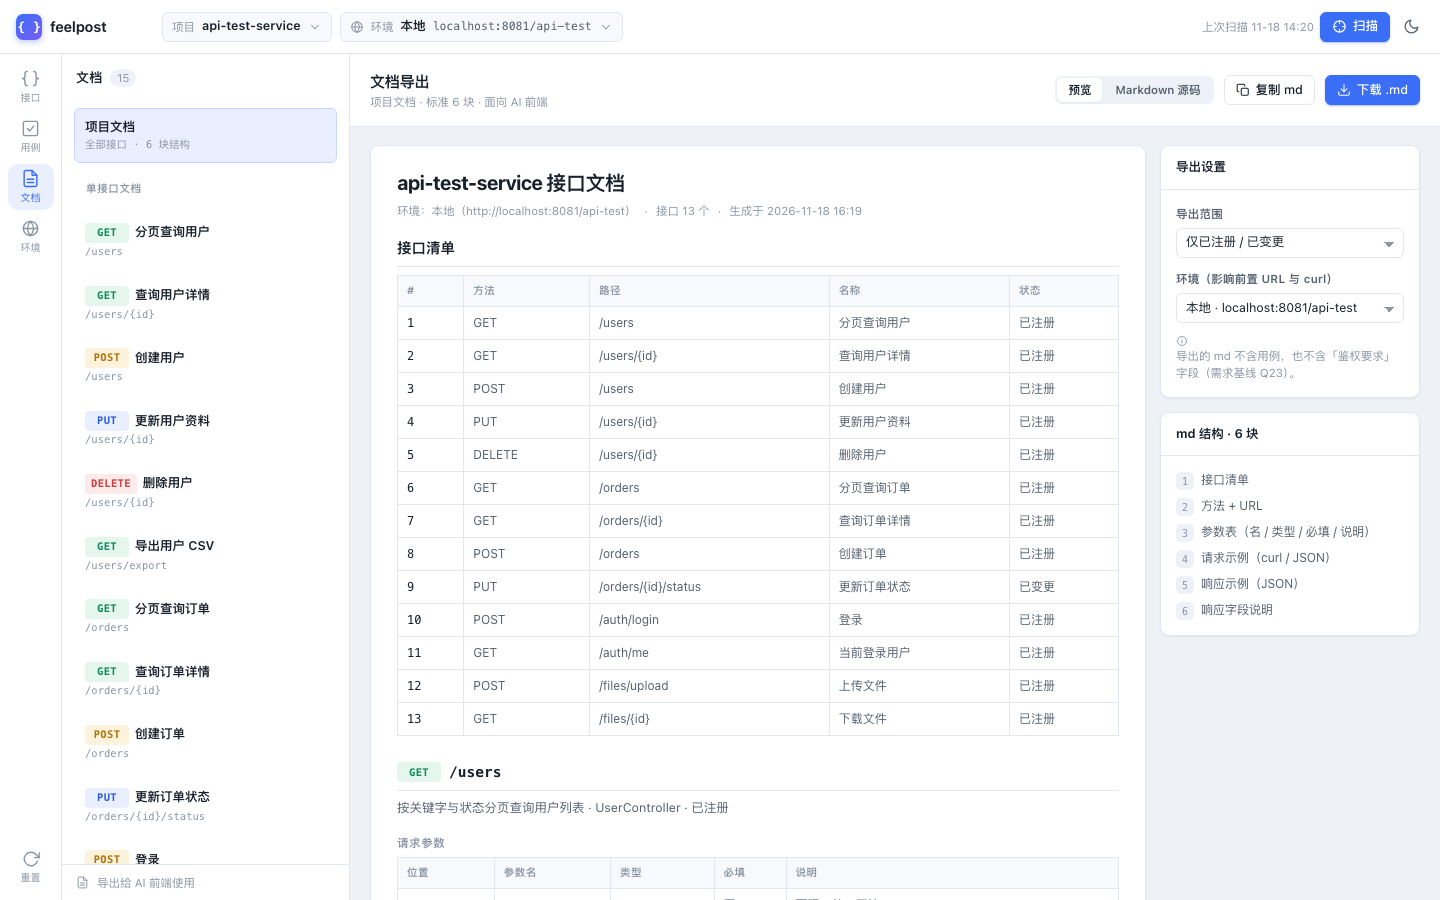 { } feelpost
项目 api-test-service
环境 本地 localhost:8081/api-test
上次扫描 11-18 14:20
扫描
接口
用例
文档
环境
重置
文档 15
项目文档
全部接口 · 6 块结构
单接口文档
GET 分页查询用户
/users
GET 查询用户详情
/users/{id}
POST 创建用户
/users
PUT 更新用户资料
/users/{id}
DELETE 删除用户
/users/{id}
GET 导出用户 CSV
/users/export
GET 分页查询订单
/orders
GET 查询订单详情
/orders/{id}
POST 创建订单
/orders
PUT 更新订单状态
/orders/{id}/status
POST 登录
导出给 AI 前端使用
文档导出
项目文档 · 标准 6 块 · 面向 AI 前端
预览
Markdown 源码
复制 md
下载 .md
api-test-service 接口文档
环境：本地（http://localhost:8081/api-test） · 接口 13 个 · 生成于 2026-11-18 16:19
接口清单
# 方法 路径 名称 状态
1 GET /users 分页查询用户 已注册
2 GET /users/{id} 查询用户详情 已注册
3 POST /users 创建用户 已注册
4 PUT /users/{id} 更新用户资料 已注册
5 DELETE /users/{id} 删除用户 已注册
6 GET /orders 分页查询订单 已注册
7 GET /orders/{id} 查询订单详情 已注册
8 POST /orders 创建订单 已注册
9 PUT /orders/{id}/status 更新订单状态 已变更
10 POST /auth/login 登录 已注册
11 GET /auth/me 当前登录用户 已注册
12 POST /files/upload 上传文件 已注册
13 GET /files/{id} 下载文件 已注册
GET /users
按关键字与状态分页查询用户列表 · UserController · 已注册
请求参数
位置 参数名 类型 必填 说明
导出设置
导出范围
仅已注册 / 已变更
环境（影响前置 URL 与 curl）
本地 · localhost:8081/api-test
导出的 md 不含用例，也不含「鉴权要求」
字段（需求基线 Q23）。
md 结构 · 6 块
1 接口清单
2 方法 + URL
3 参数表（名 / 类型 / 必填 / 说明）
4 请求示例（curl / JSON）
5 响应示例（JSON）
6 响应字段说明